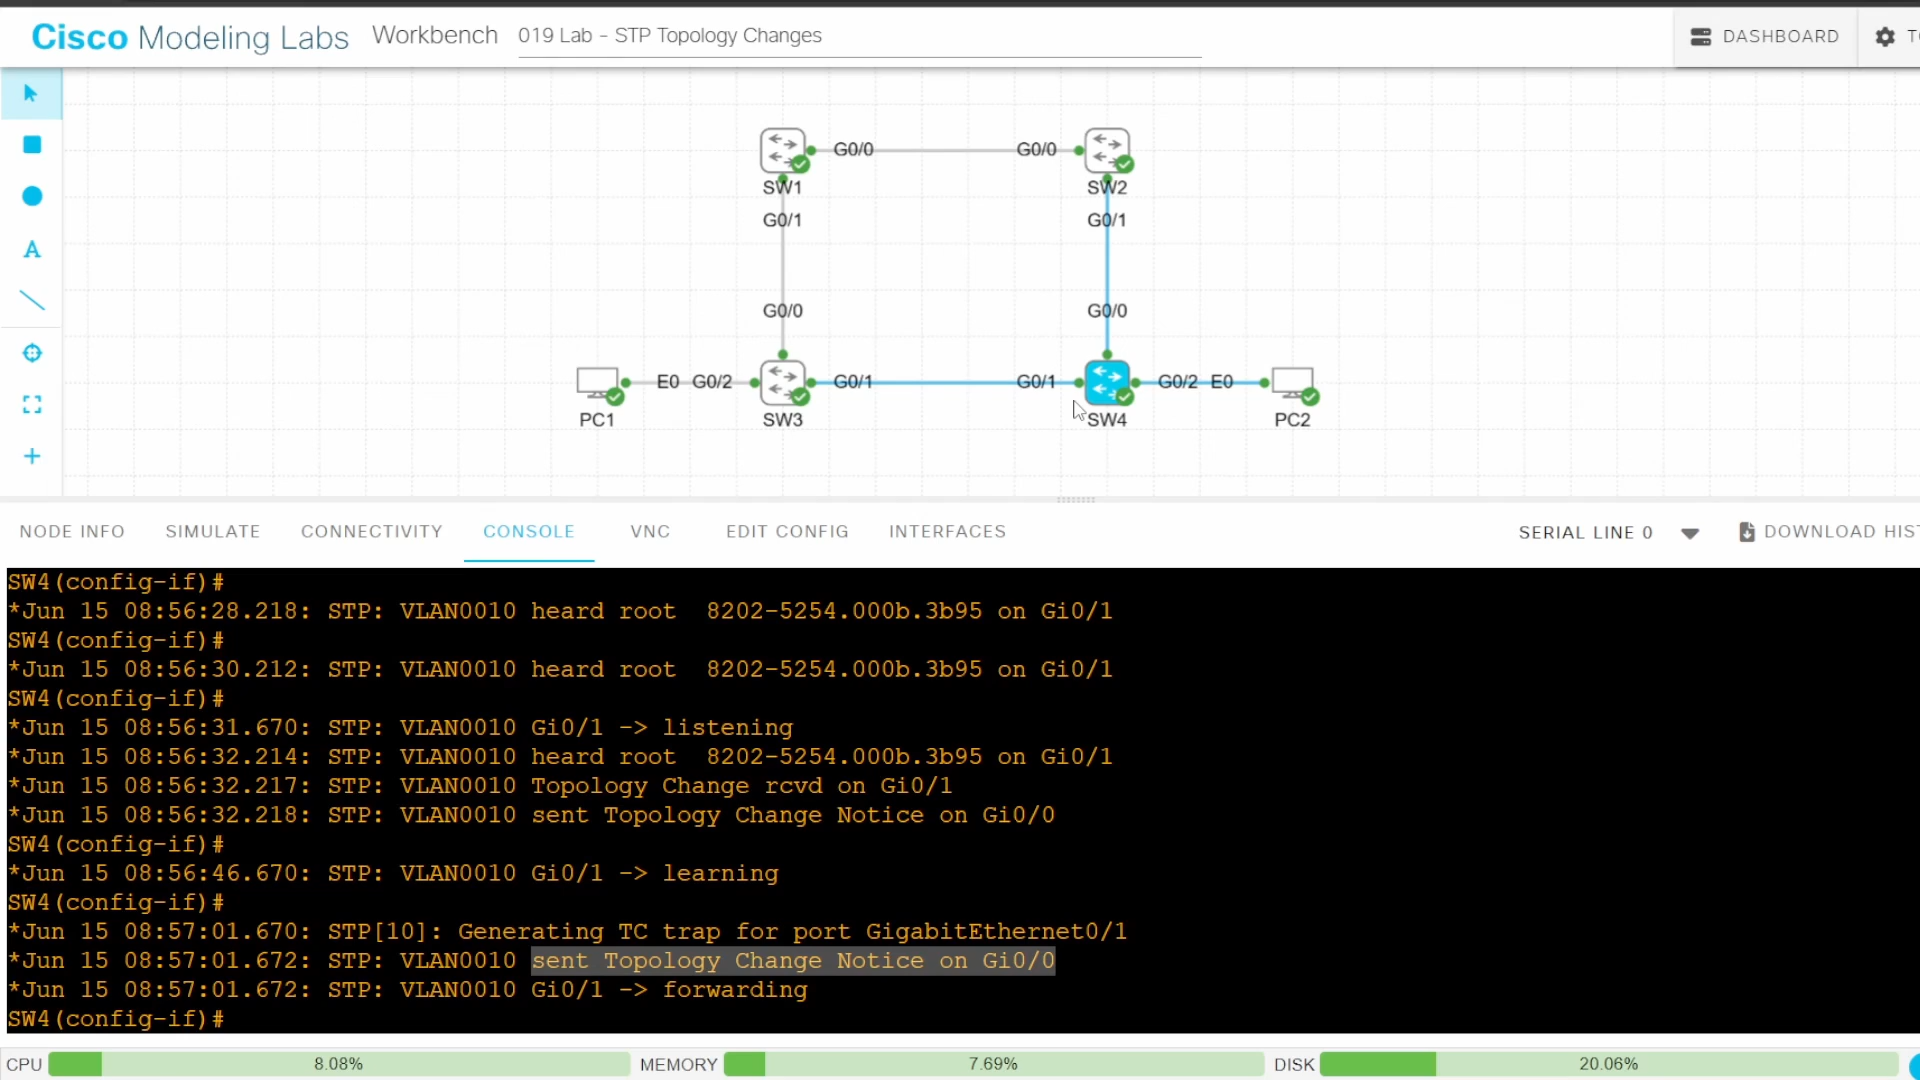 Cisco Modeling Labs Workbench 019 Lab - STP Topology Changes DASHBOARD
A
SW1 G0/0 G0/0 SW2
G0/1 G0/1
G0/0 G0/0
PC1 E0 G0/2 SW3 G0/1 G0/1 SW4 G0/2 E0 PC2
NODE INFO SIMULATE CONNECTIVITY CONSOLE VNC EDIT CONFIG INTERFACES SERIAL LINE 0 DOWNLOAD HIST
SW4(config-if)#
*Jun 15 08:56:28.218: STP: VLAN0010 heard root  8202-5254.000b.3b95 on Gi0/1
SW4(config-if)#
*Jun 15 08:56:30.212: STP: VLAN0010 heard root  8202-5254.000b.3b95 on Gi0/1
SW4(config-if)#
*Jun 15 08:56:31.670: STP: VLAN0010 Gi0/1 -> listening
*Jun 15 08:56:32.214: STP: VLAN0010 heard root  8202-5254.000b.3b95 on Gi0/1
*Jun 15 08:56:32.217: STP: VLAN0010 Topology Change rcvd on Gi0/1
*Jun 15 08:56:32.218: STP: VLAN0010 sent Topology Change Notice on Gi0/0
SW4(config-if)#
*Jun 15 08:56:46.670: STP: VLAN0010 Gi0/1 -> learning
SW4(config-if)#
*Jun 15 08:57:01.670: STP[10]: Generating TC trap for port GigabitEthernet0/1
*Jun 15 08:57:01.672: STP: VLAN0010 sent Topology Change Notice on Gi0/0
*Jun 15 08:57:01.672: STP: VLAN0010 Gi0/1 -> forwarding
SW4(config-if)#
CPU 8.08% MEMORY 7.69% DISK 20.06%